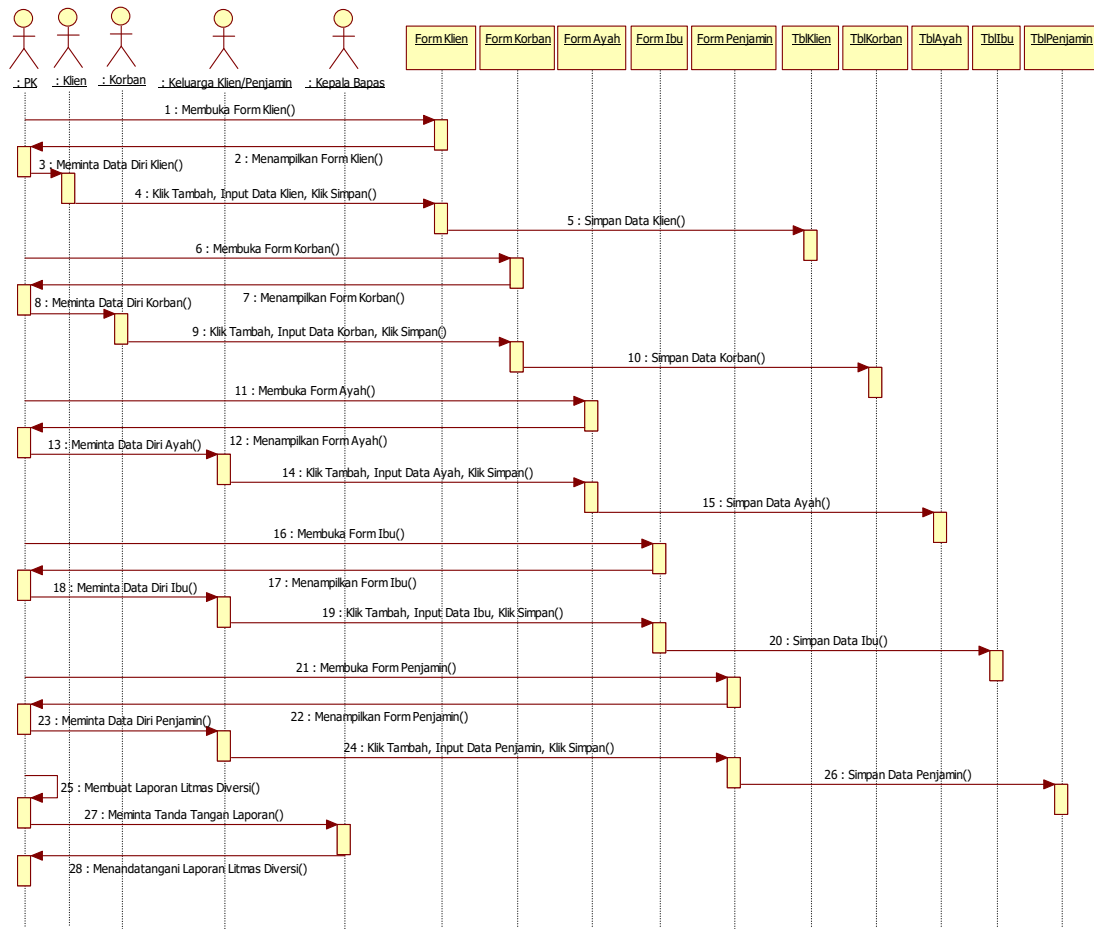 Form Klien
Form Korban
Form Ayah
Form Ibu
Form Penjamin
TblKlien
TblKorban
TblAyah
TblIbu
TblPenjamin
: PK
: Klien
: Korban
: Keluarga Klien/Penjamin
: Kepala Bapas
1 : Membuka Form Klien()
2 : Menampilkan Form Klien()
3 : Meminta Data Diri Klien()
4 : Klik Tambah, Input Data Klien, Klik Simpan()
5 : Simpan Data Klien()
6 : Membuka Form Korban()
7 : Menampilkan Form Korban()
8 : Meminta Data Diri Korban()
9 : Klik Tambah, Input Data Korban, Klik Simpan()
10 : Simpan Data Korban()
11 : Membuka Form Ayah()
12 : Menampilkan Form Ayah()
13 : Meminta Data Diri Ayah()
14 : Klik Tambah, Input Data Ayah, Klik Simpan()
15 : Simpan Data Ayah()
16 : Membuka Form Ibu()
17 : Menampilkan Form Ibu()
18 : Meminta Data Diri Ibu()
19 : Klik Tambah, Input Data Ibu, Klik Simpan()
20 : Simpan Data Ibu()
21 : Membuka Form Penjamin()
22 : Menampilkan Form Penjamin()
23 : Meminta Data Diri Penjamin()
24 : Klik Tambah, Input Data Penjamin, Klik Simpan()
26 : Simpan Data Penjamin()
25 : Membuat Laporan Litmas Diversi()
27 : Meminta Tanda Tangan Laporan()
28 : Menandatangani Laporan Litmas Diversi()